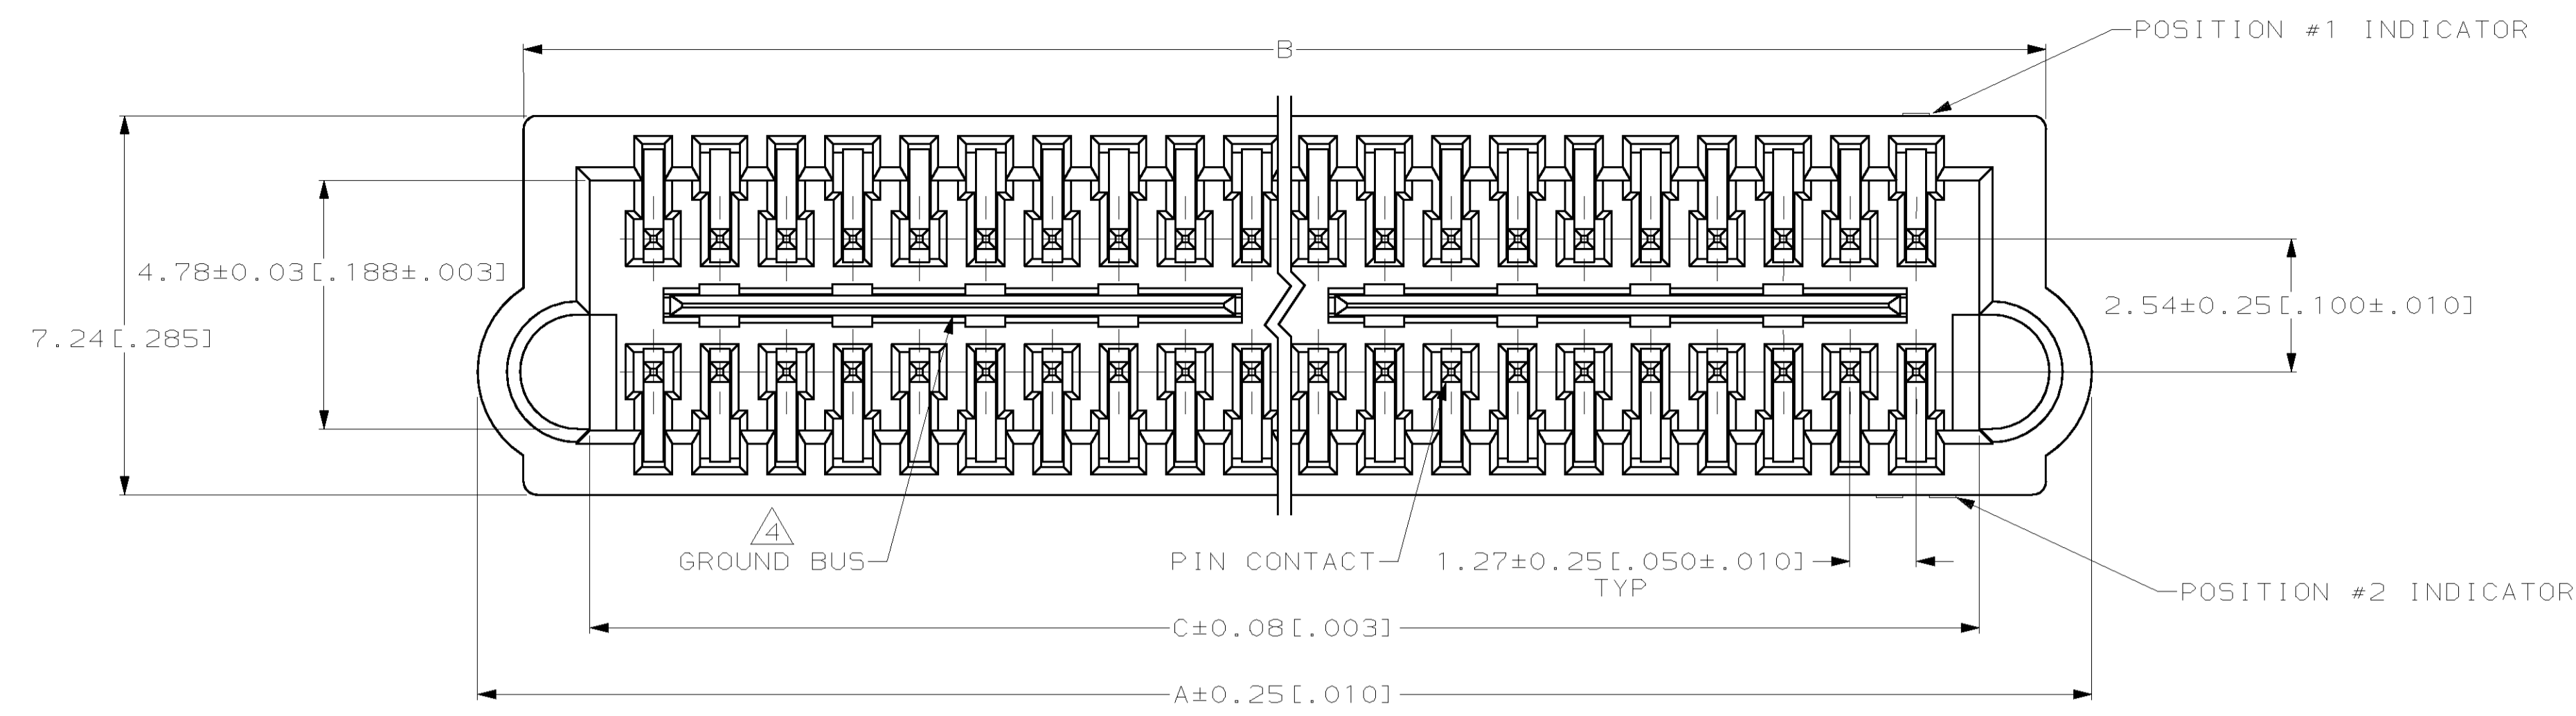 POSITION #1 INDICATOR
B
4.78±0.03[.188±.003]
2.54±0.25[.100±.010]
7.24[.285]
4
GROUND BUS
PIN CONTACT
1.27±0.25[.050±.010]
TYP
POSITION #2 INDICATOR
C±0.08[.003]
A±0.25[.010]